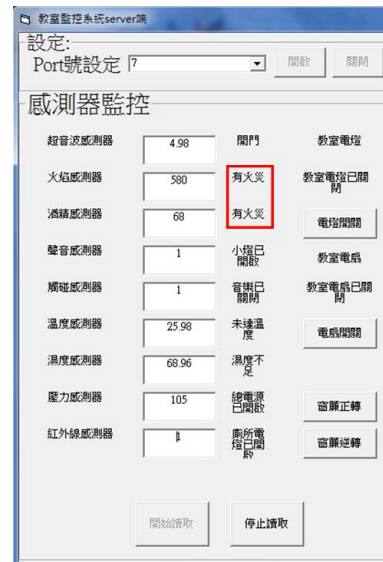 教室監控系統server端
設定:
Port號設定 7 開啟 關閉
感測器監控
超音波感測器 4.98 開門 教室電燈
火焰感測器 580 有火災 教室電燈已關
閉
酒精感測器 68 有火災 電燈開關
聲音感測器 1 小燈已
開啟 教室電扇
觸碰感測器 1 音樂已
關閉 教室電扇已關
閉
溫度感測器 25.98 未達溫
度 電扇開關
濕度感測器 68.96 濕度不
足
壓力感測器 105 總電源
已開啟 窗簾正轉
紅外線感測器 1 廁所電
燈已開
啟 窗簾逆轉
開始讀取 停止讀取